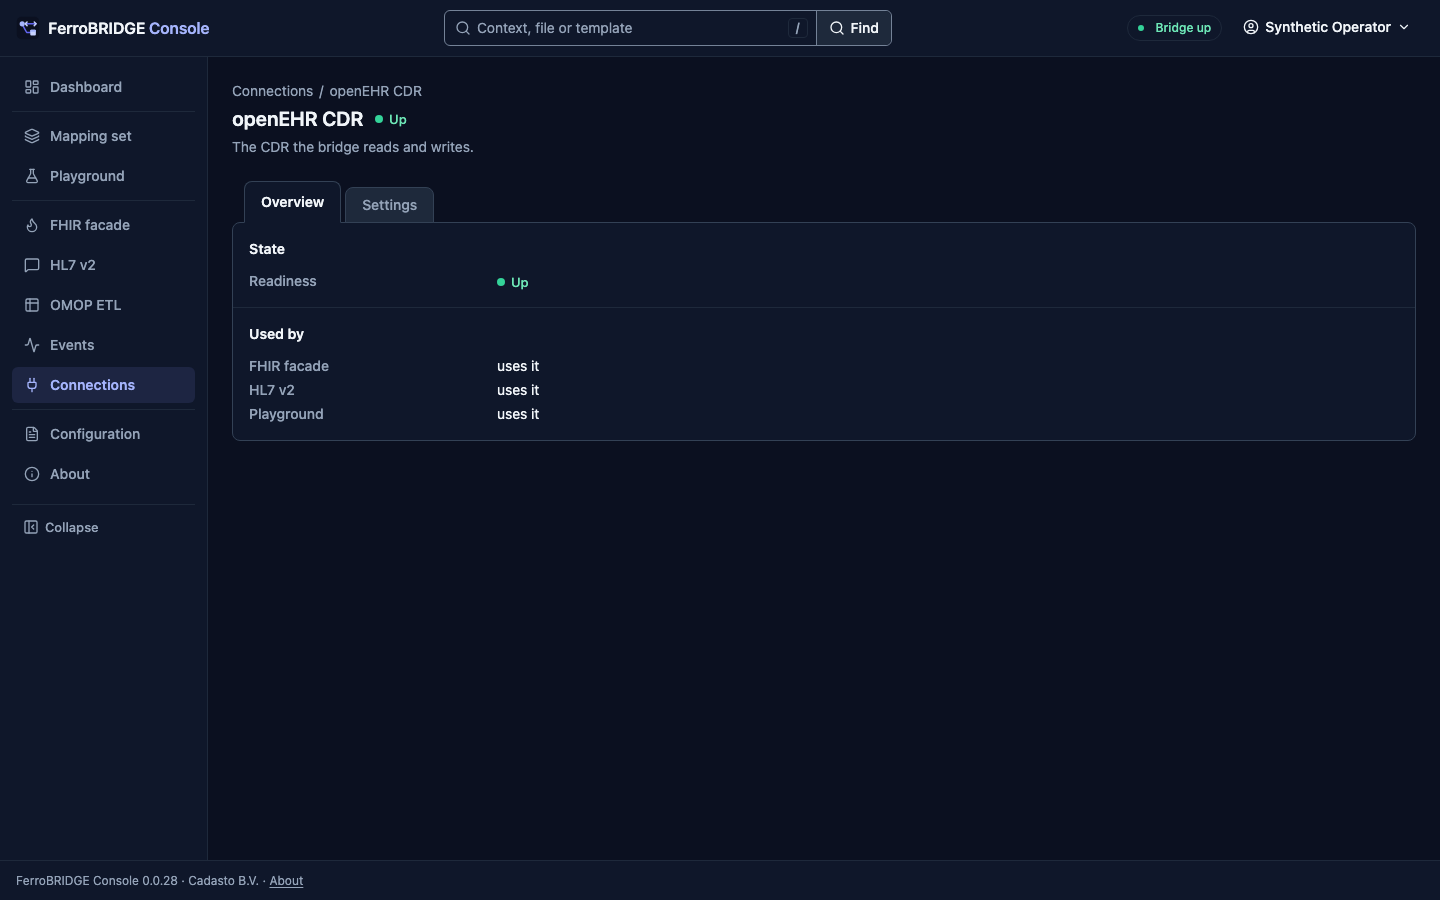 FerroBRIDGE Console
Context, file or template
/
Find
Bridge up
Synthetic Operator
Dashboard
Mapping set
Playground
FHIR facade
HL7 v2
OMOP ETL
Events
Connections
Configuration
About
Collapse
Connections / openEHR CDR
openEHR CDR
Up
The CDR the bridge reads and writes.
Overview
Settings
State
Readiness Up
Used by
FHIR facade uses it
HL7 v2 uses it
Playground uses it
FerroBRIDGE Console 0.0.28 · Cadasto B.V. · About